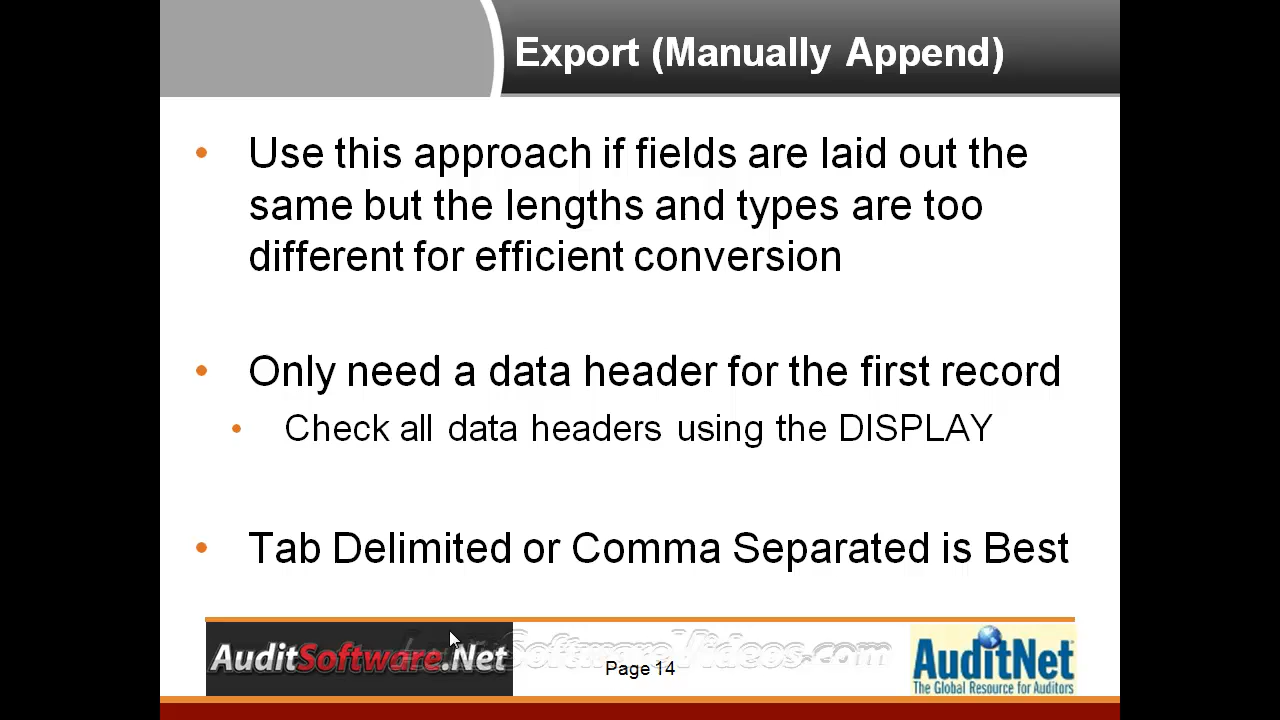 Export (Manually Append)
• Use this approach if fields are laid out the
same but the lengths and types are too
different for efficient conversion
• Only need a data header for the first record
• Check all data headers using the DISPLAY
• Tab Delimited or Comma Separated is Best
AuditSoftware.Net
SoftwareVideos.com
Page 14
AuditNet
The Global Resource for Auditors